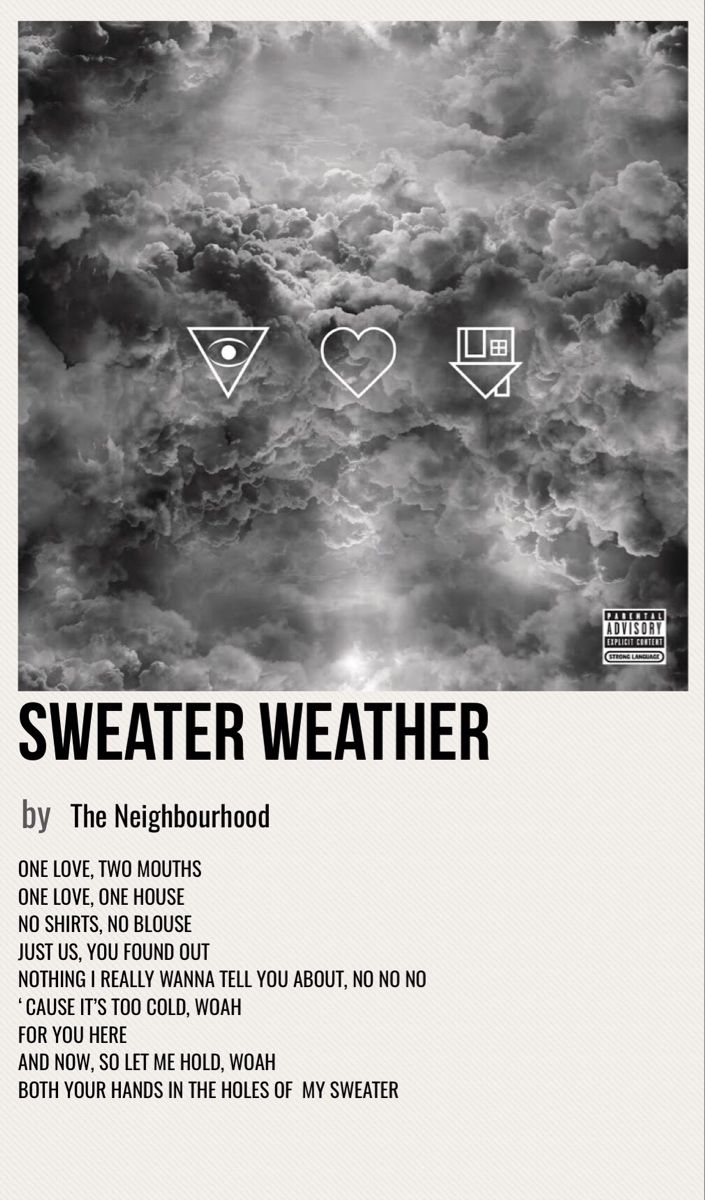 PARENTAL
ADVISORY
EXPLICIT CONTENT
STRONG LANGUAGE
SWEATER WEATHER
by The Neighbourhood
ONE LOVE, TWO MOUTHS
ONE LOVE, ONE HOUSE
NO SHIRTS, NO BLOUSE
JUST US, YOU FOUND OUT
NOTHING I REALLY WANNA TELL YOU ABOUT, NO NO NO
‘ CAUSE IT’S TOO COLD, WOAH
FOR YOU HERE
AND NOW, SO LET ME HOLD, WOAH
BOTH YOUR HANDS IN THE HOLES OF  MY SWEATER